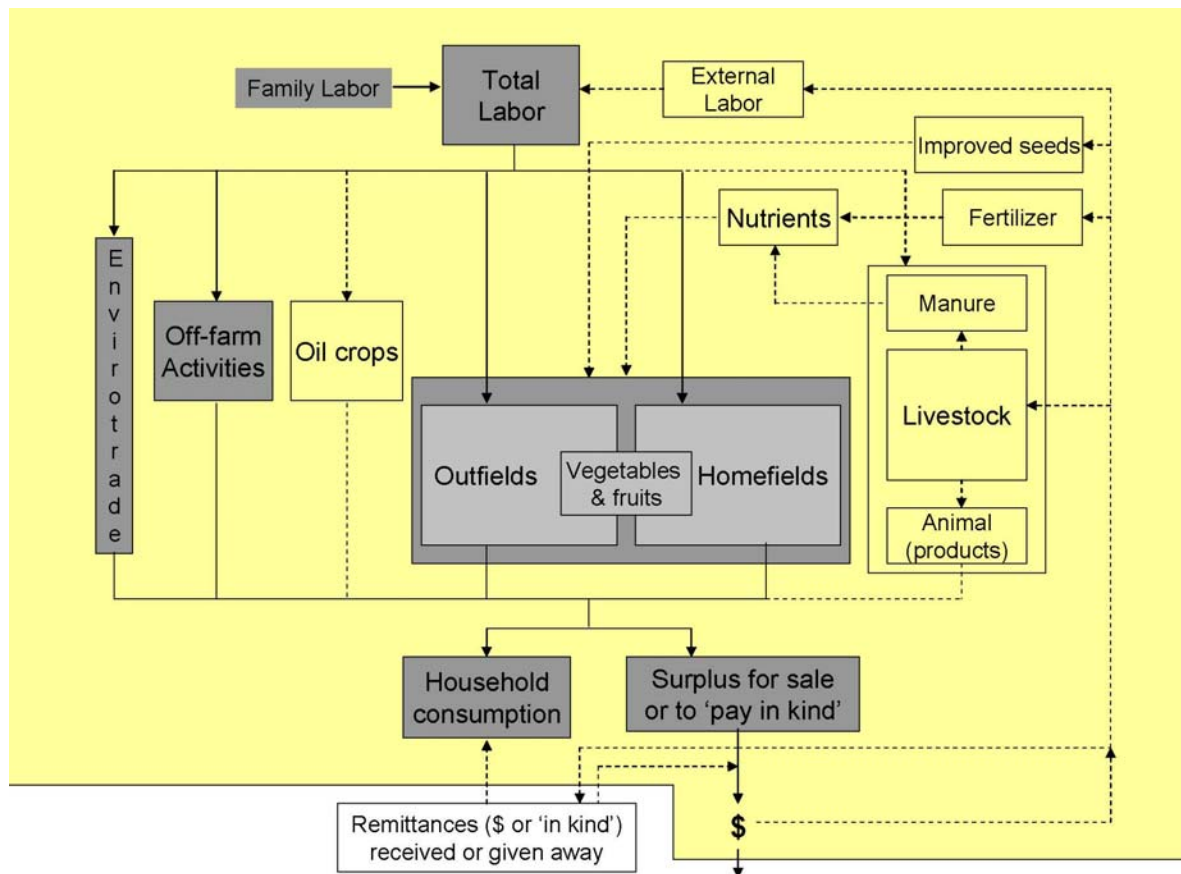 Family Labor
Total
Labor
External
Labor
Improved seeds
Nutrients
Fertilizer
Envirotrade
Off-farm
Activities
Oil crops
Manure
Livestock
Animal
(products)
Outfields
Vegetables
& fruits
Homefields
Household
consumption
Surplus for sale
or to ‘pay in kind’
Remittances ($ or ‘in kind’)
received or given away
$